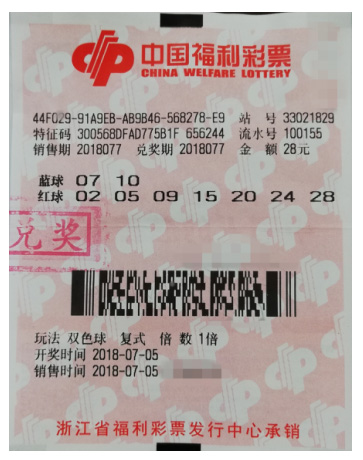 中国福利彩票
CHINA WELFARE LOTTERY
44F029-91A9EB-AB9B46-568278-E9 站 号 33021829
特征码 300568DFAD775B1F 656244 流水号 100155
销售期 2018077 兑奖期 2018077 金 额 28元
蓝球 07 10
红球 02 05 09 15 20 24 28
兑奖
玩法 双色球 复式 倍 数 1倍
开奖时间 2018-07-05
销售时间 2018-07-05
浙江省福利彩票发行中心承销